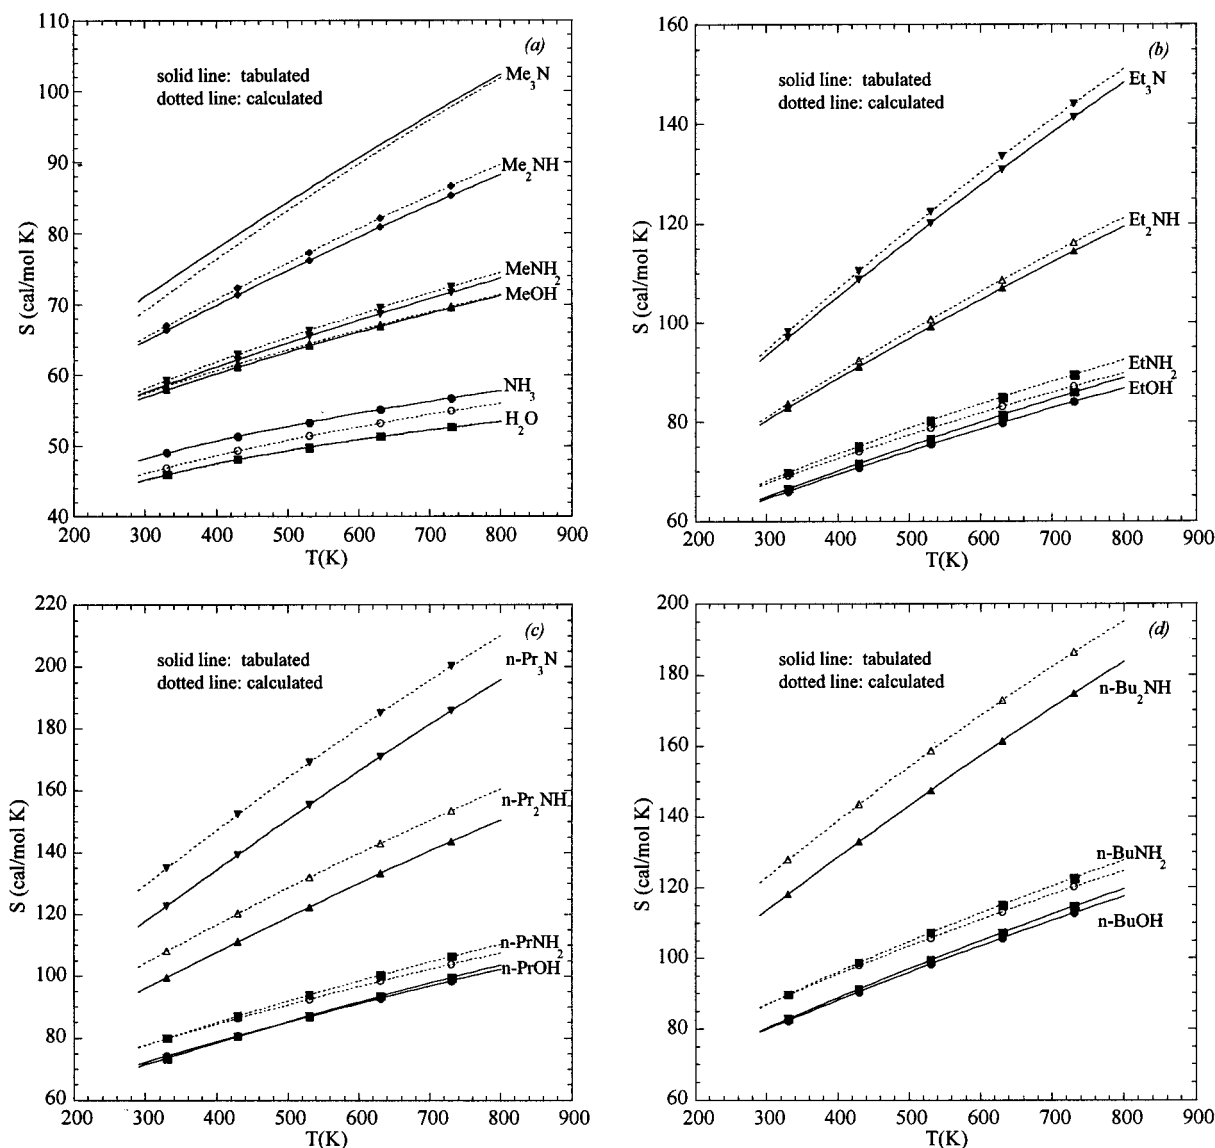 110
(a)
solid line: tabulated
dotted line: calculated
Me3N
100
90
Me2NH
80
MeNH2
70
MeOH
60
NH3
50
H2O
40
200 300 400 500 600 700 800 900
T(K)
S (cal/mol K)
160
(b)
solid line: tabulated
dotted line: calculated
Et3N
140
120
Et2NH
100
EtNH2
80
EtOH
60
200 300 400 500 600 700 800 900
T(K)
S (cal/mol K)
220
(c)
solid line: tabulated
dotted line: calculated
n-Pr3N
200
180
160
n-Pr2NH
140
120
n-PrNH2
100
n-PrOH
80
60
200 300 400 500 600 700 800 900
T(K)
S (cal/mol K)
200
(d)
solid line: tabulated
dotted line: calculated
n-Bu2NH
180
160
140
n-BuNH2
120
n-BuOH
100
80
60
200 300 400 500 600 700 800 900
T(K)
S (cal/mol K)